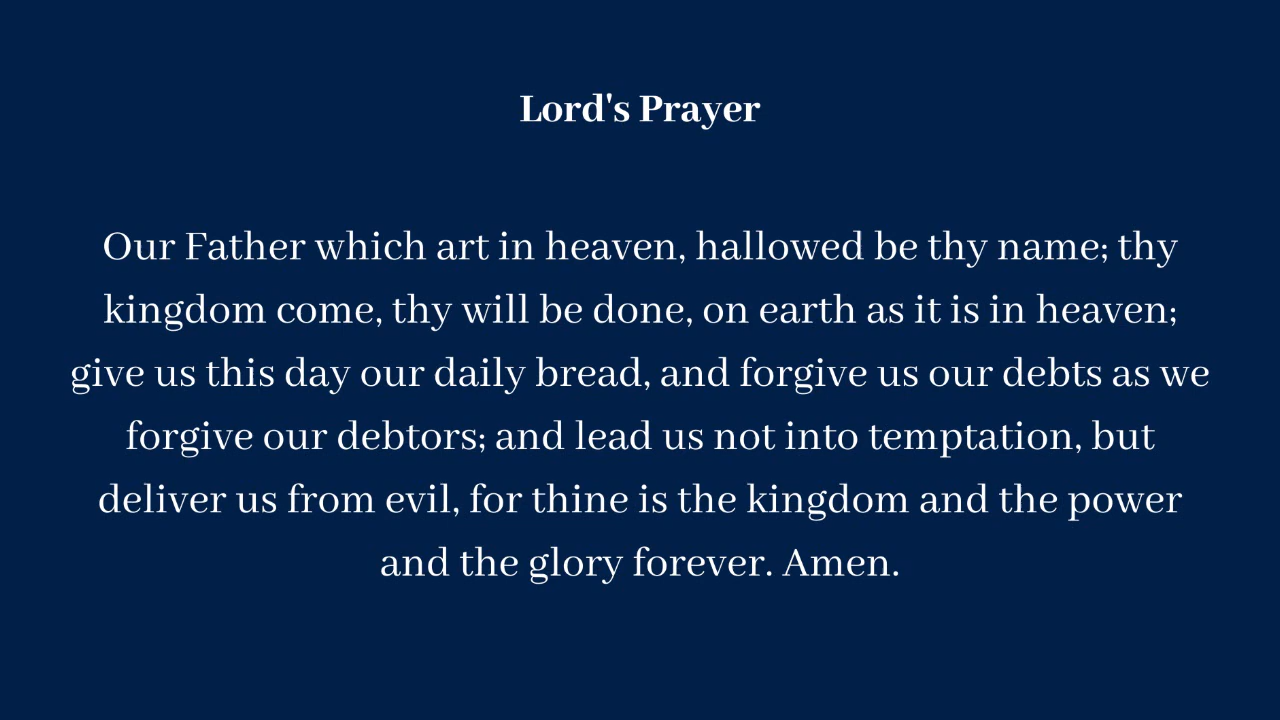 Lord's Prayer
Our Father which art in heaven, hallowed be thy name; thy
kingdom come, thy will be done, on earth as it is in heaven;
give us this day our daily bread, and forgive us our debts as we
forgive our debtors; and lead us not into temptation, but
deliver us from evil, for thine is the kingdom and the power
and the glory forever. Amen.